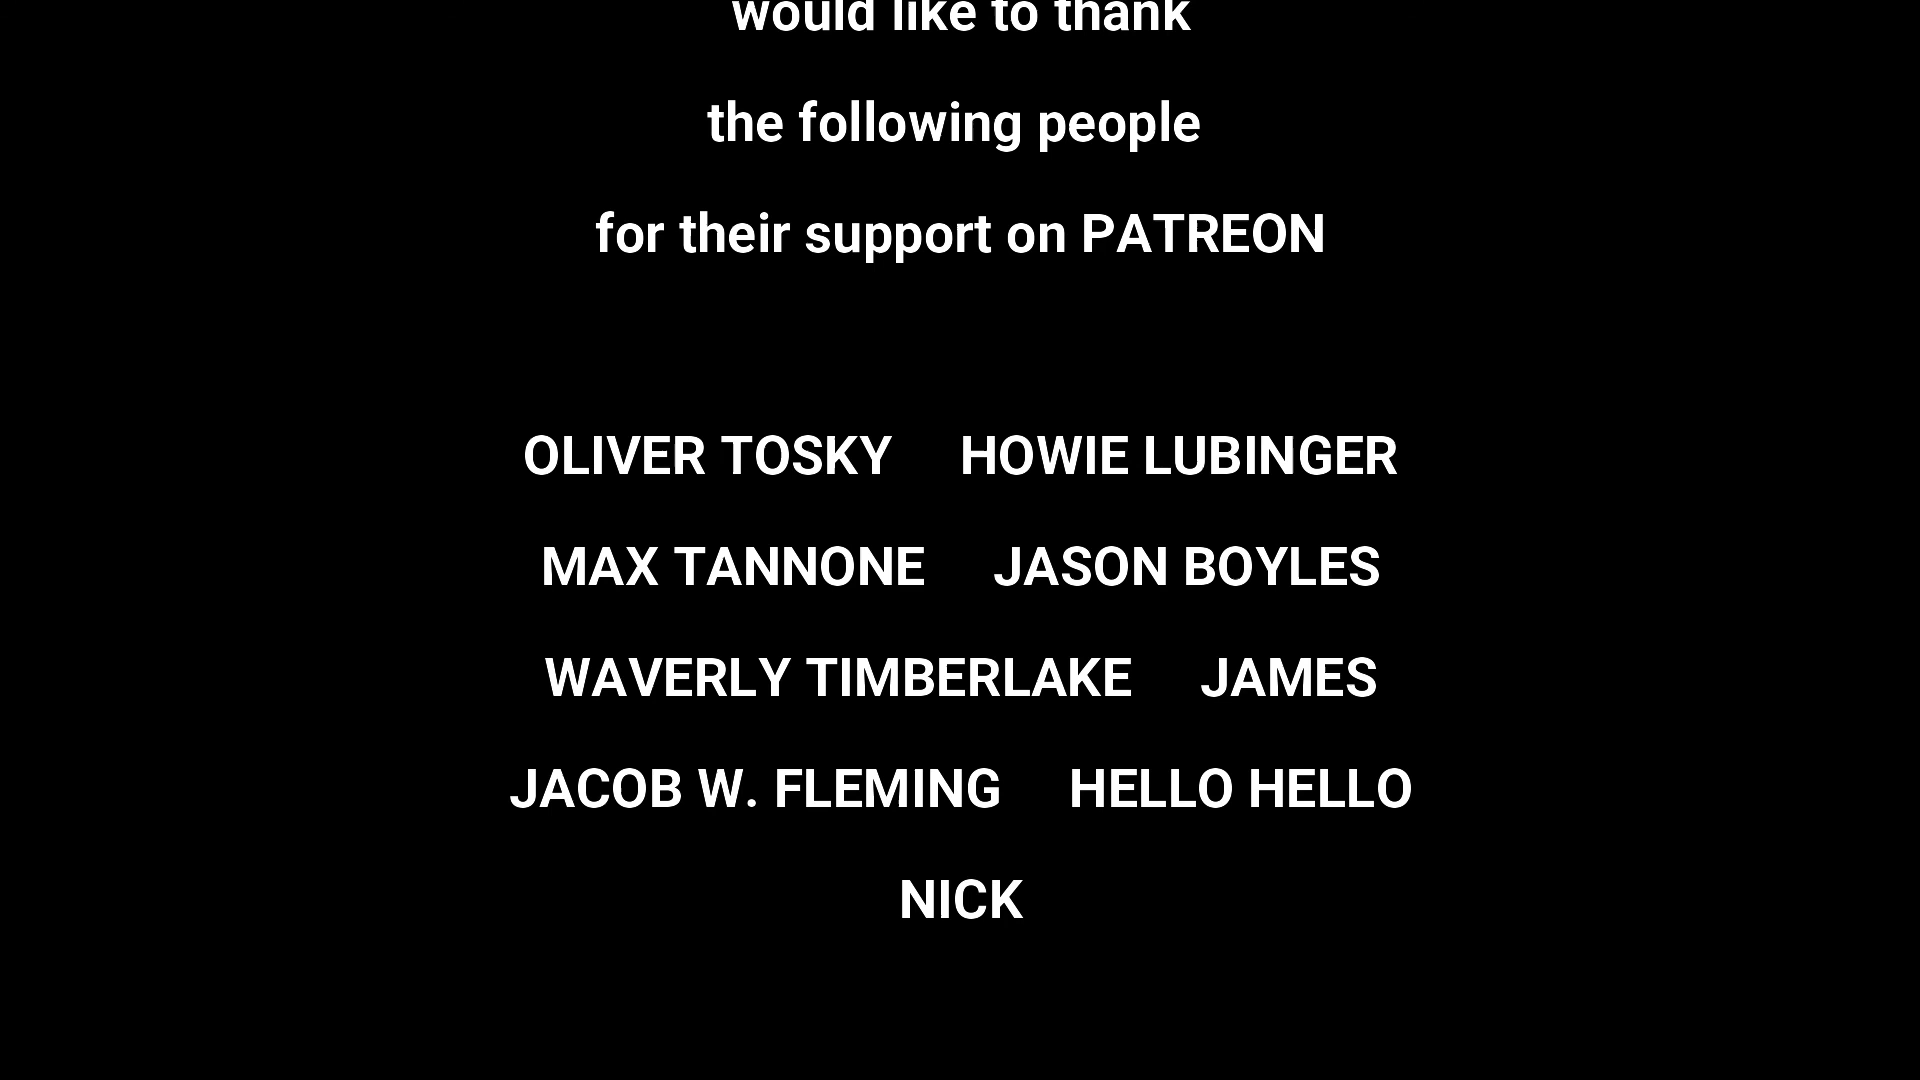 would like to thank
the following people
for their support on PATREON
OLIVER TOSKY HOWIE LUBINGER
MAX TANNONE JASON BOYLES
WAVERLY TIMBERLAKE JAMES
JACOB W. FLEMING HELLO HELLO
NICK